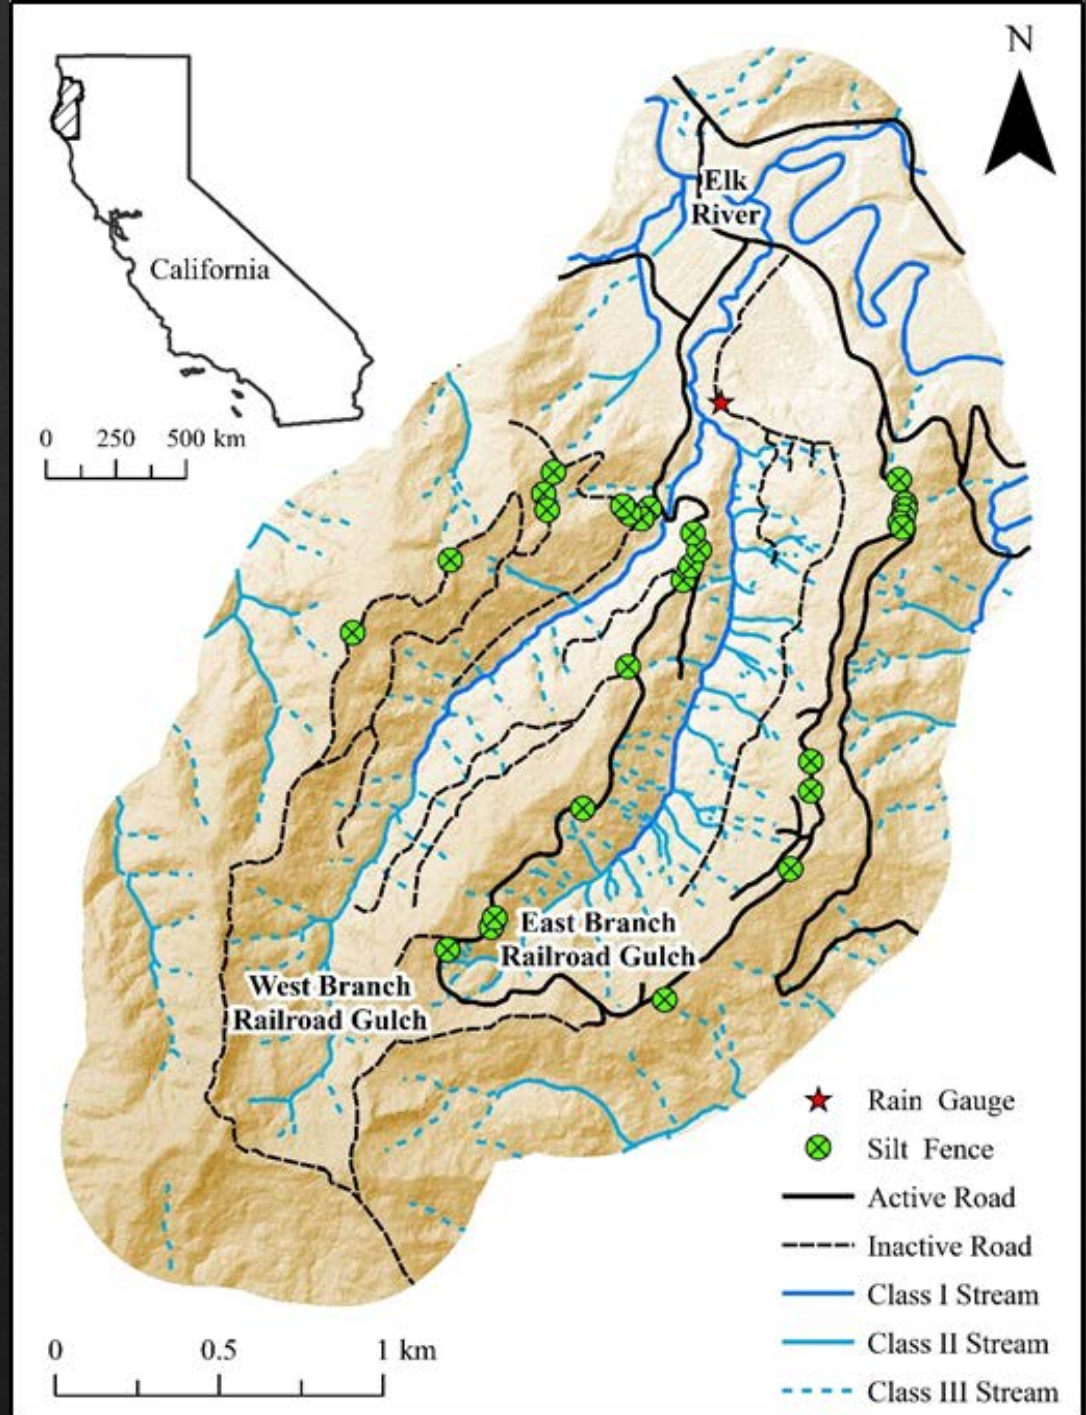 N
Elk
River
California
0 250 500 km
East Branch
Railroad Gulch
West Branch
Railroad Gulch
Rain Gauge
Silt Fence
Active Road
Inactive Road
Class I Stream
Class II Stream
Class III Stream
0 0.5 1 km